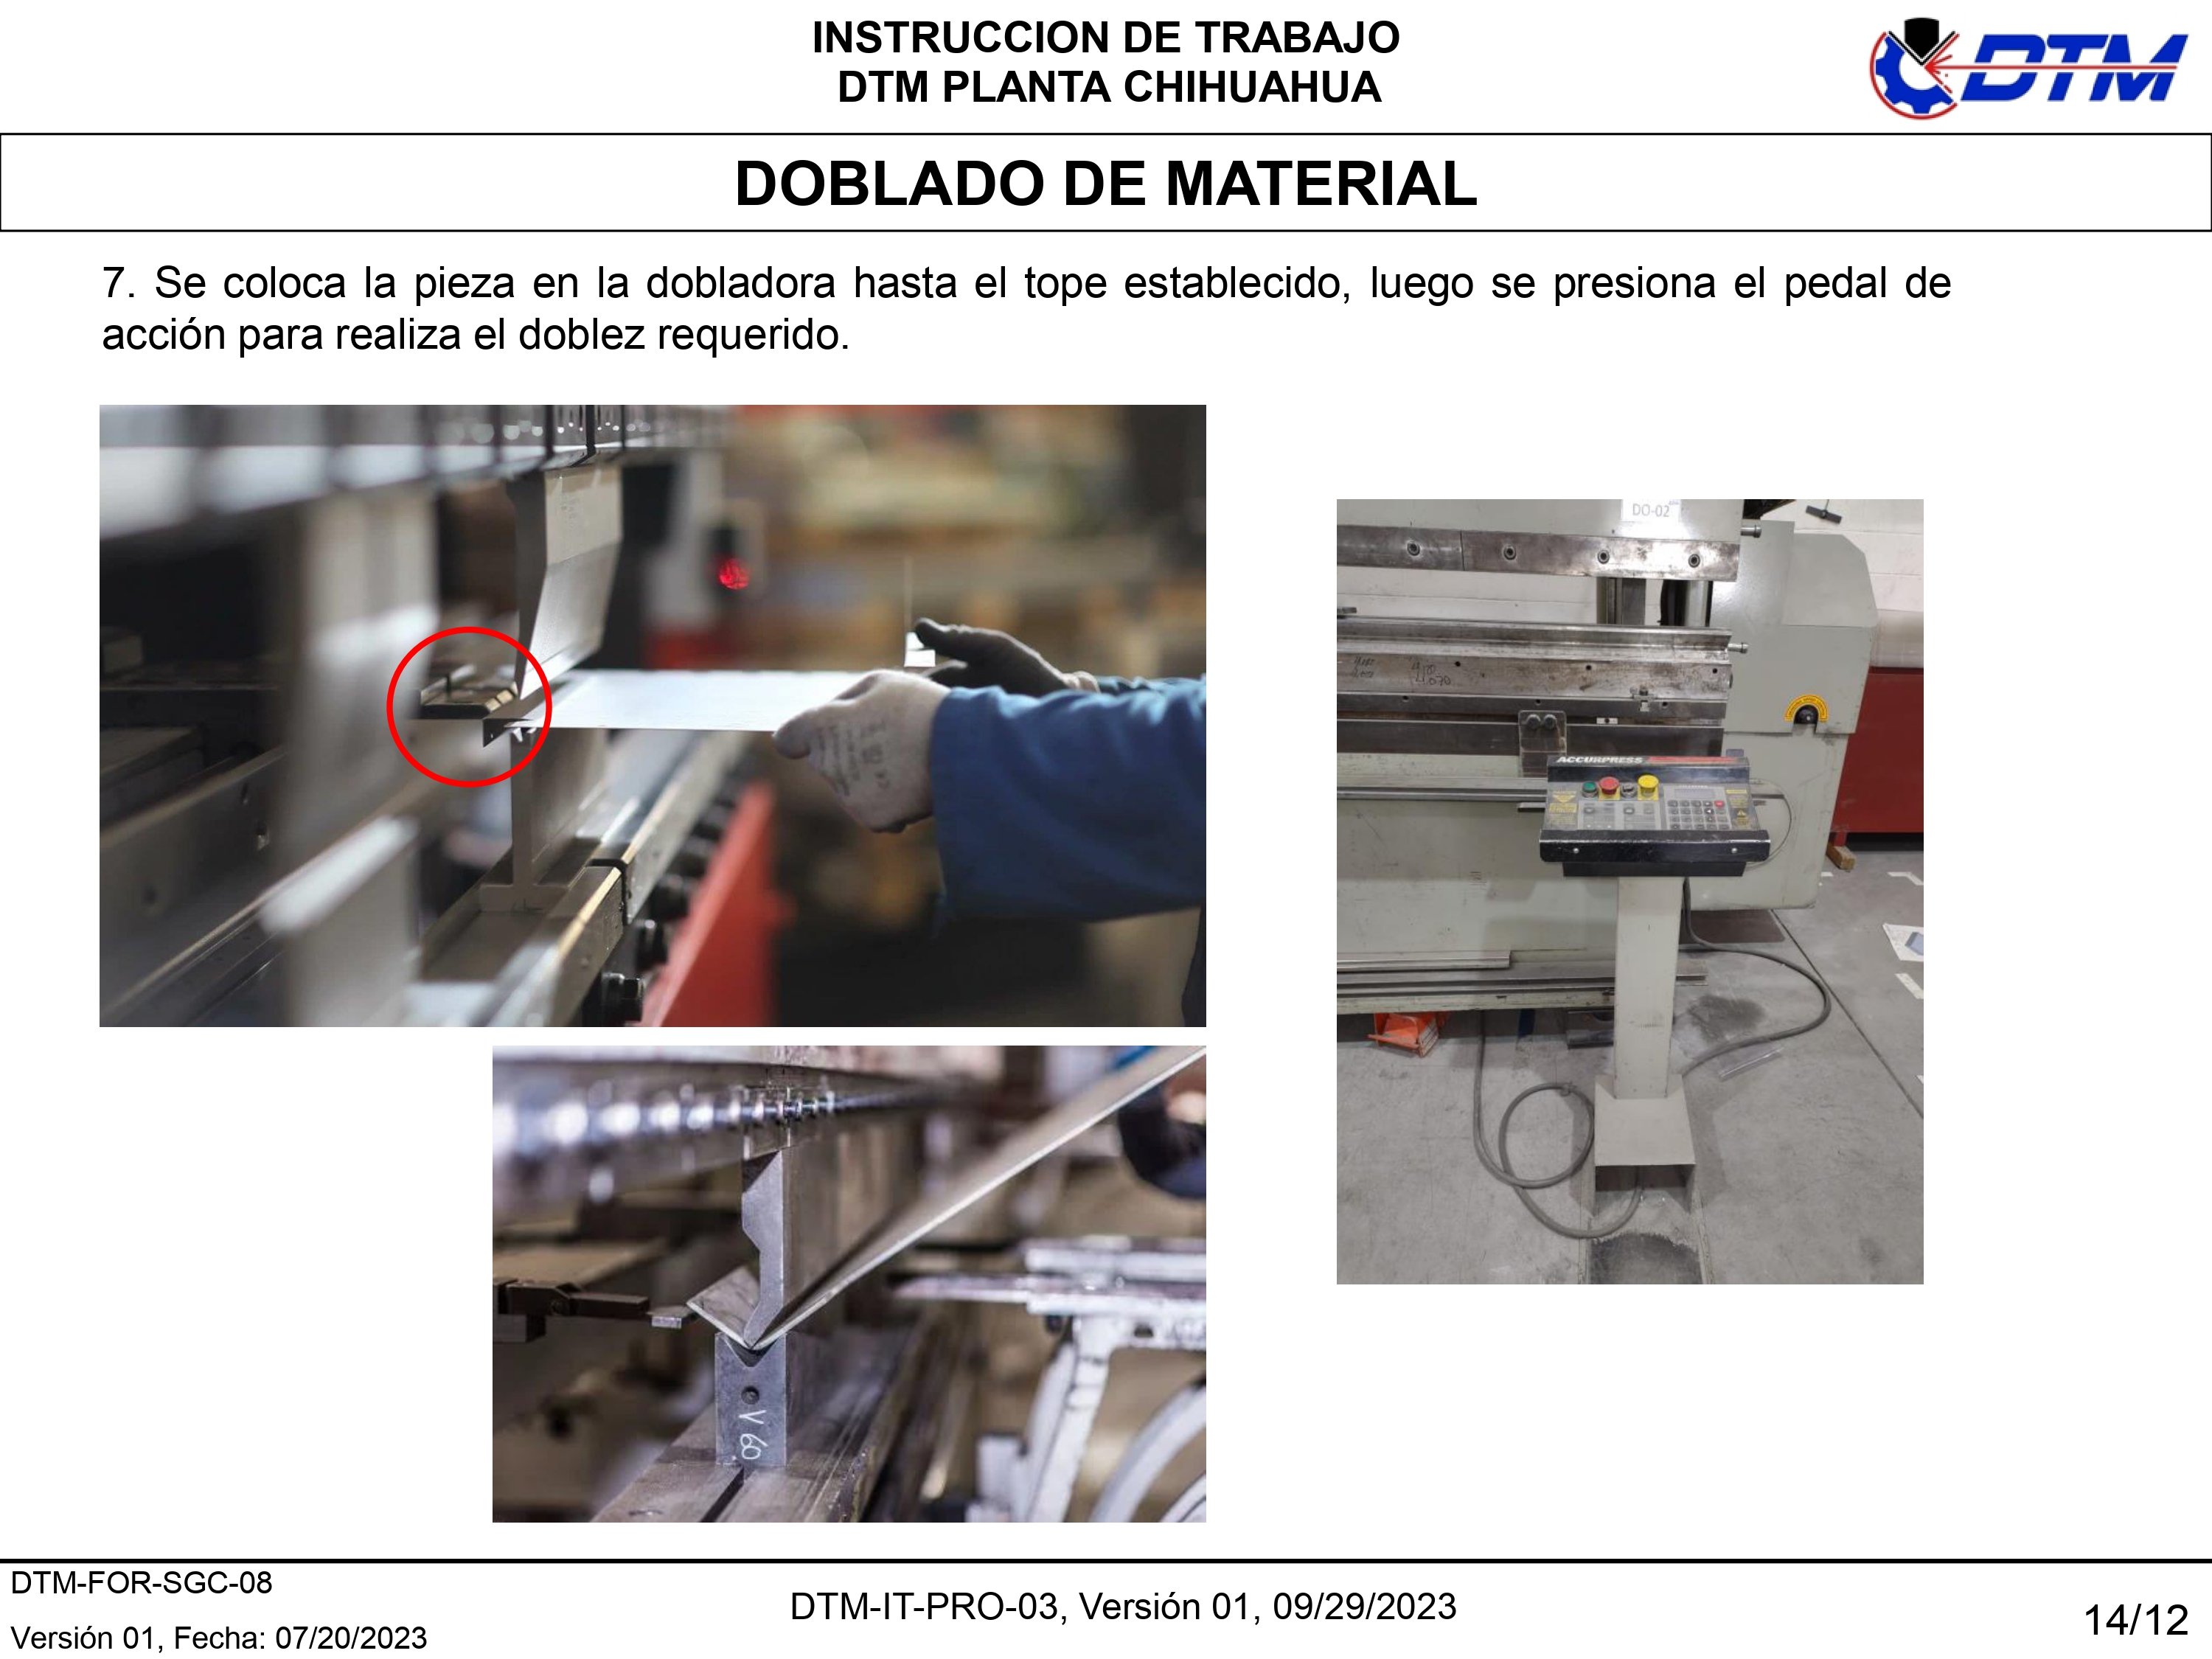 INSTRUCCION DE TRABAJO
DTM PLANTA CHIHUAHUA
DTM
DOBLADO DE MATERIAL
7. Se coloca la pieza en la dobladora hasta el tope establecido, luego se presiona el pedal de
acción para realiza el doblez requerido.
DO-02
ACCURPRESS
V 60
DTM-FOR-SGC-08
Versión 01, Fecha: 07/20/2023
DTM-IT-PRO-03, Versión 01, 09/29/2023
14/12